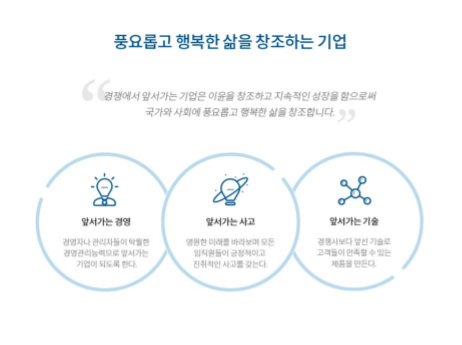 풍요롭고 행복한 삶을 창조하는 기업
“경쟁에서 앞서가는 기업은 이윤을 창조하고 지속적인 성장을 함으로써
국가와 사회에 풍요롭고 행복한 삶을 창조합니다.”
앞서가는 경영
경영자나 관리자들이 탁월한
경영관리능력으로 앞서가는
기업이 되도록 한다.
앞서가는 사고
영원한 미래를 바라보며 모든
임직원들이 긍정적이고
진취적인 사고를 갖는다.
앞서가는 기술
경쟁사보다 앞선 기술로
고객들이 만족할 수 있는
제품을 만든다.